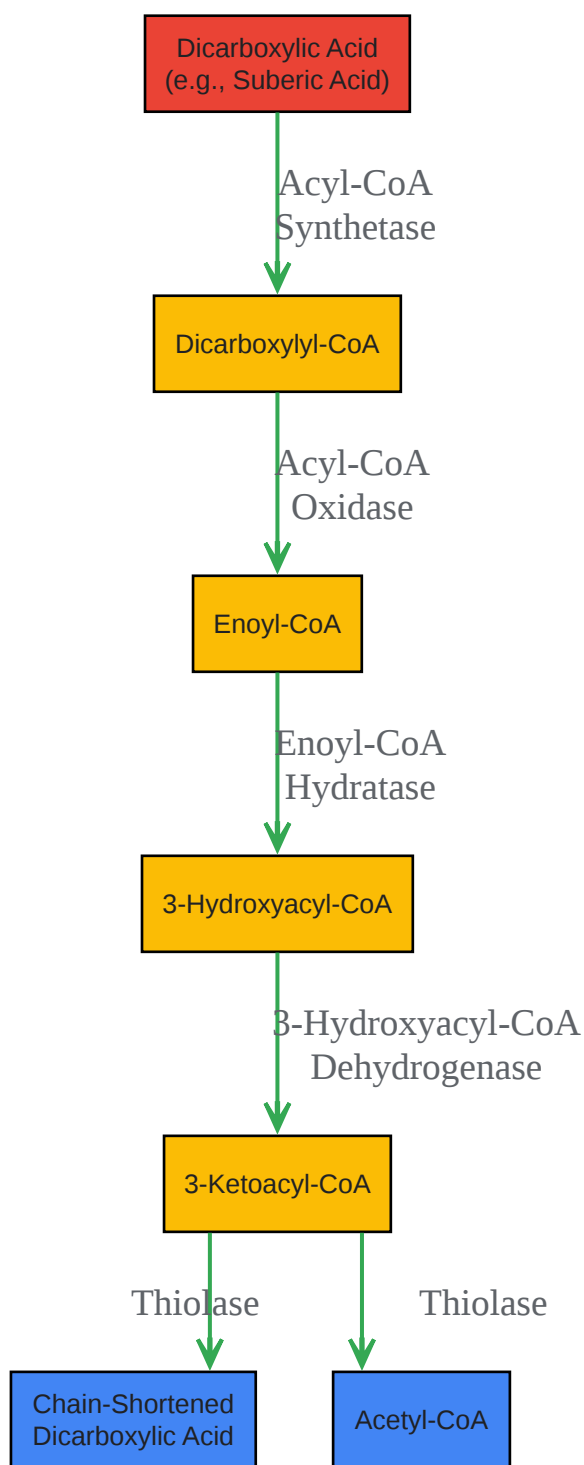 Dicarboxylic Acid
(e.g., Suberic Acid)
Acyl-CoA
Synthetase
Dicarboxylyl-CoA
Acyl-CoA
Oxidase
Enoyl-CoA
Enoyl-CoA
Hydratase
3-Hydroxyacyl-CoA
3-Hydroxyacyl-CoA
Dehydrogenase
3-Ketoacyl-CoA
Thiolase
Thiolase
Chain-Shortened
Dicarboxylic Acid
Acetyl-CoA